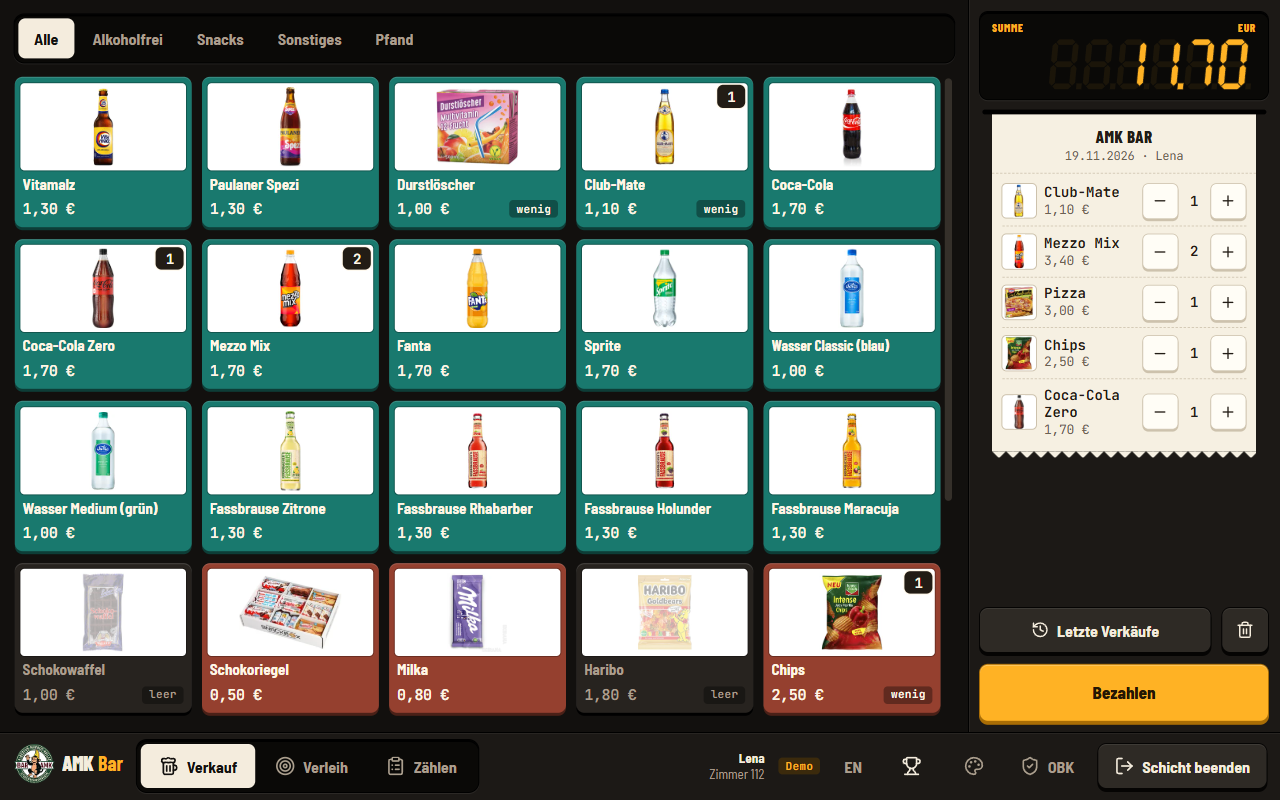 Alle
Alkoholfrei
Snacks
Sonstiges
Pfand
SUMME
EUR
11.70
Vitamalz
1,30 €
Paulaner Spezi
1,30 €
Durstlöscher
1,00 €
wenig
1
Club-Mate
1,10 €
wenig
Coca-Cola
1,70 €
1
Coca-Cola Zero
1,70 €
2
Mezzo Mix
1,70 €
Fanta
1,70 €
Sprite
1,70 €
Wasser Classic (blau)
1,00 €
Wasser Medium (grün)
1,00 €
Fassbrause Zitrone
1,30 €
Fassbrause Rhabarber
1,30 €
Fassbrause Holunder
1,30 €
Fassbrause Maracuja
1,30 €
Schokowaffel
1,00 €
leer
Schokoriegel
0,50 €
Milka
Milka
0,80 €
HARIBO
Goldbears
Haribo
1,80 €
leer
NEU
Intense
1
Chips
2,50 €
wenig
Durstlöscher
Multivitamin
AMK BAR
19.11.2026 · Lena
Club-Mate
1,10 €
− 1 +
Mezzo Mix
3,40 €
− 2 +
Pizza
3,00 €
− 1 +
Chips
2,50 €
− 1 +
Coca-Cola
Zero
1,70 €
− 1 +
Letzte Verkäufe
Bezahlen
AMK Bar
Verkauf
Verleih
Zählen
Lena
Zimmer 112
Demo
EN
OBK
Schicht beenden